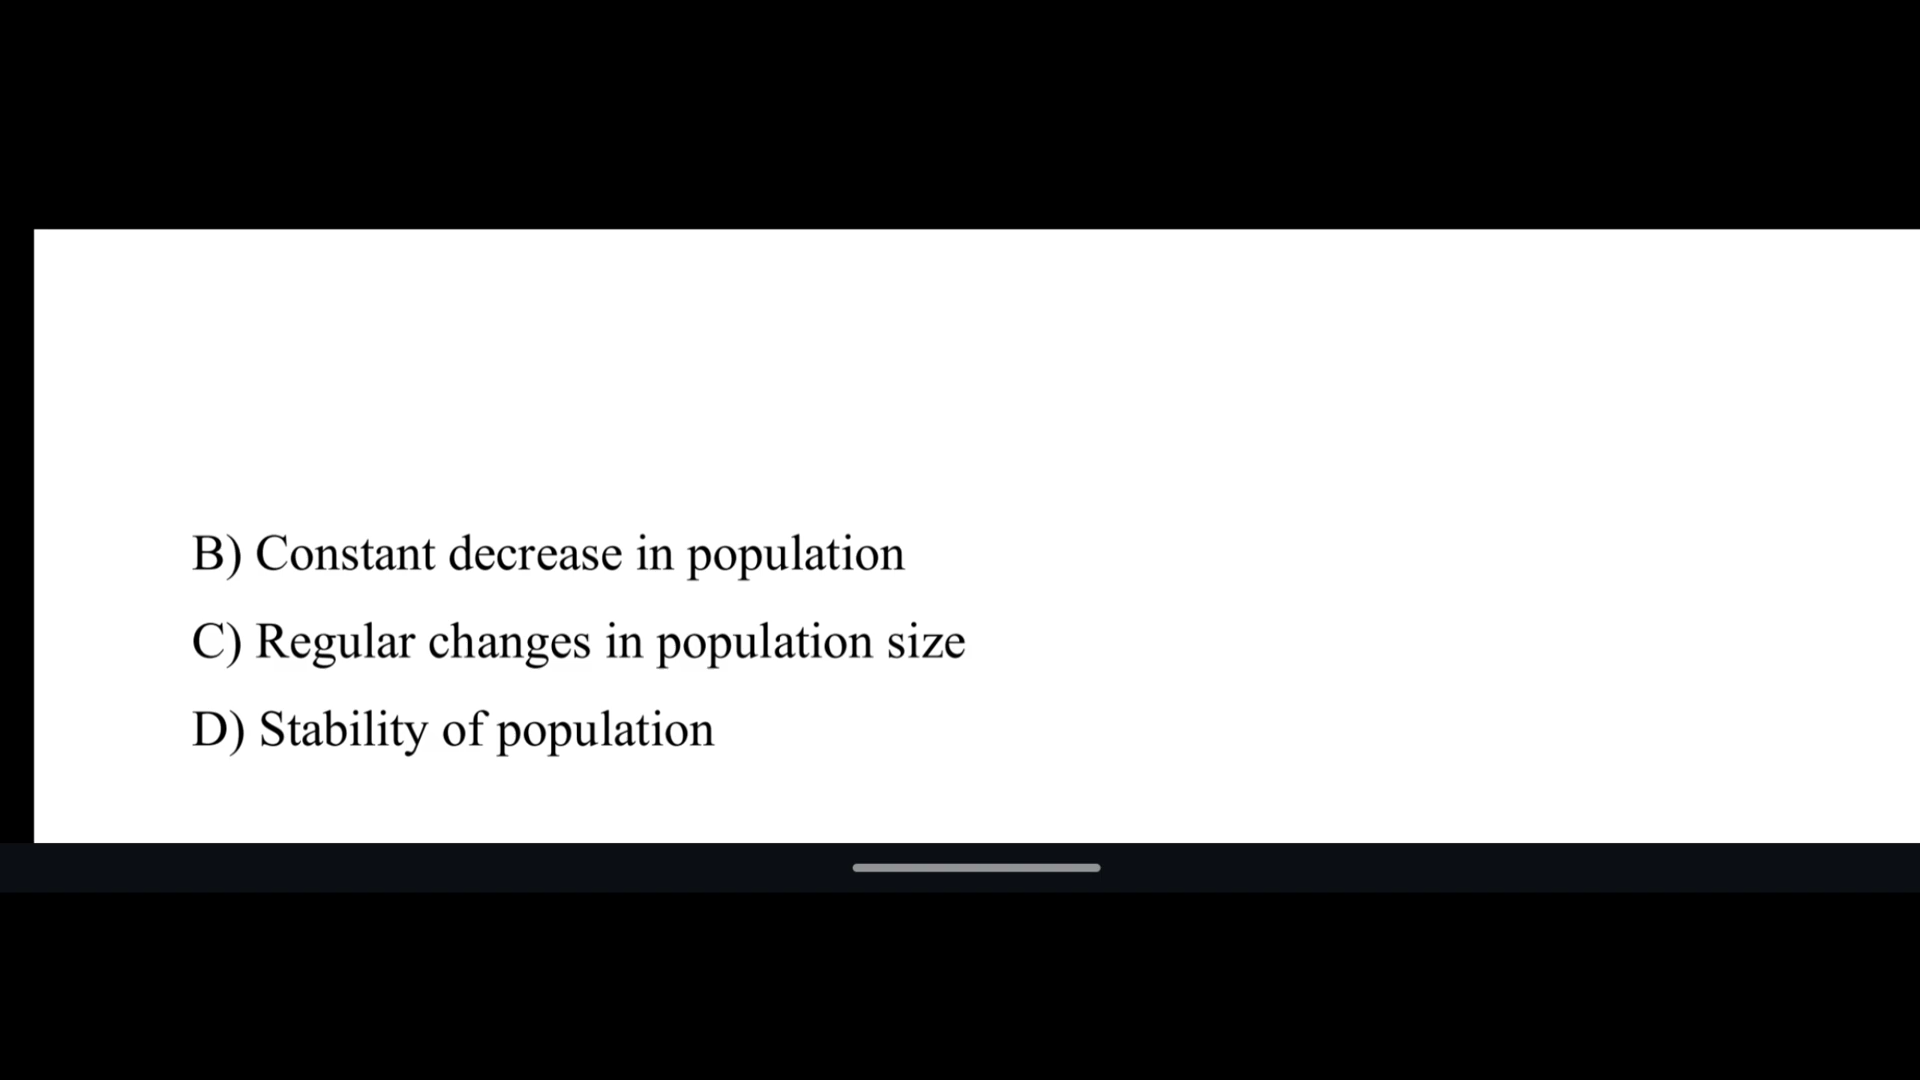 B) Constant decrease in population
C) Regular changes in population size
D) Stability of population